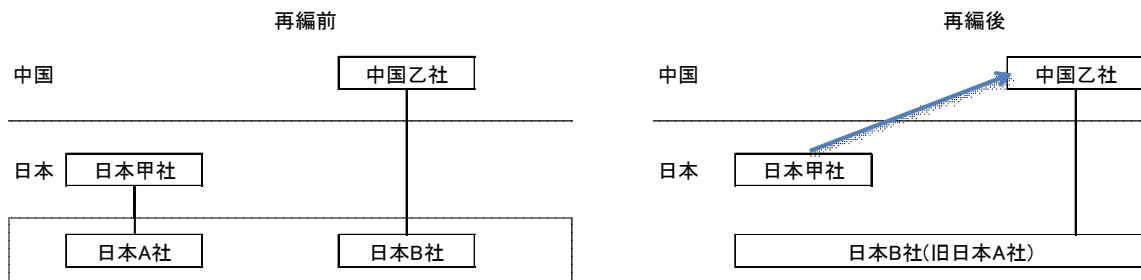 再編前
再編後
中国
中国乙社
中国
中国乙社
日本
日本甲社
日本
日本甲社
日本A社
日本B社
日本B社(旧日本A社)